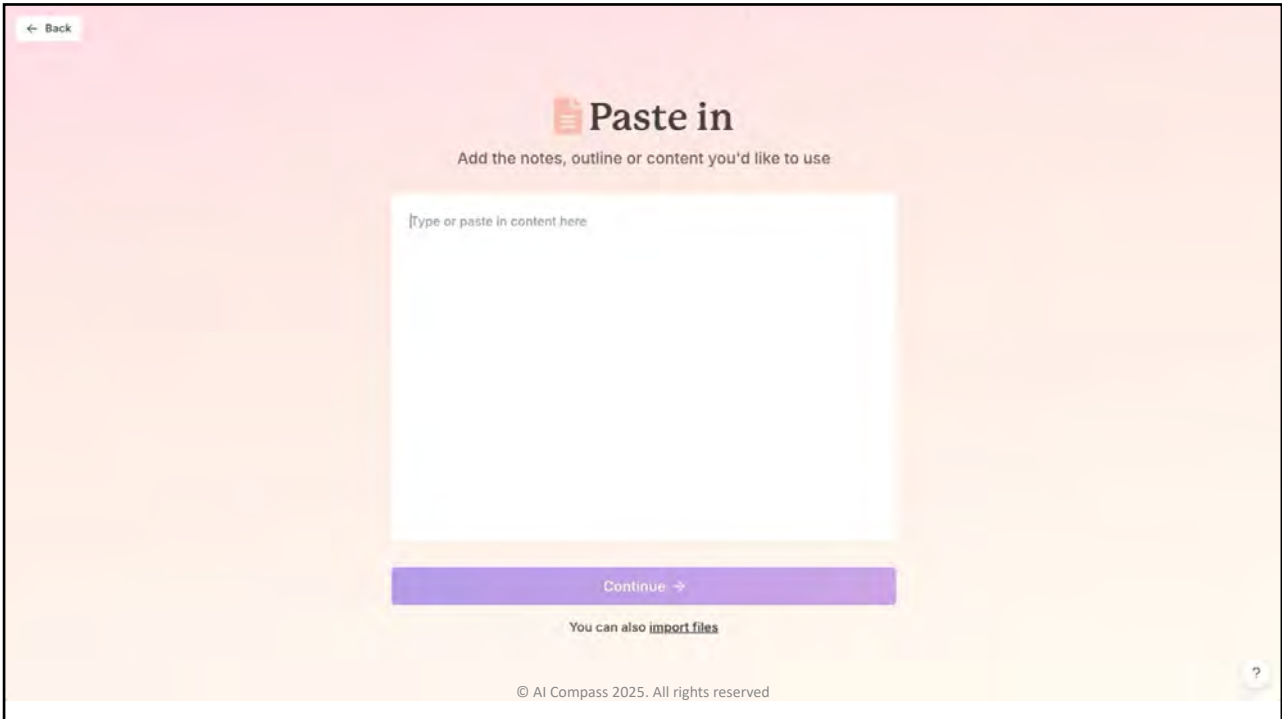 ← Back
Paste in
Add the notes, outline or content you'd like to use
Type or paste in content here
Continue →
You can also import files
?
© AI Compass 2025. All rights reserved